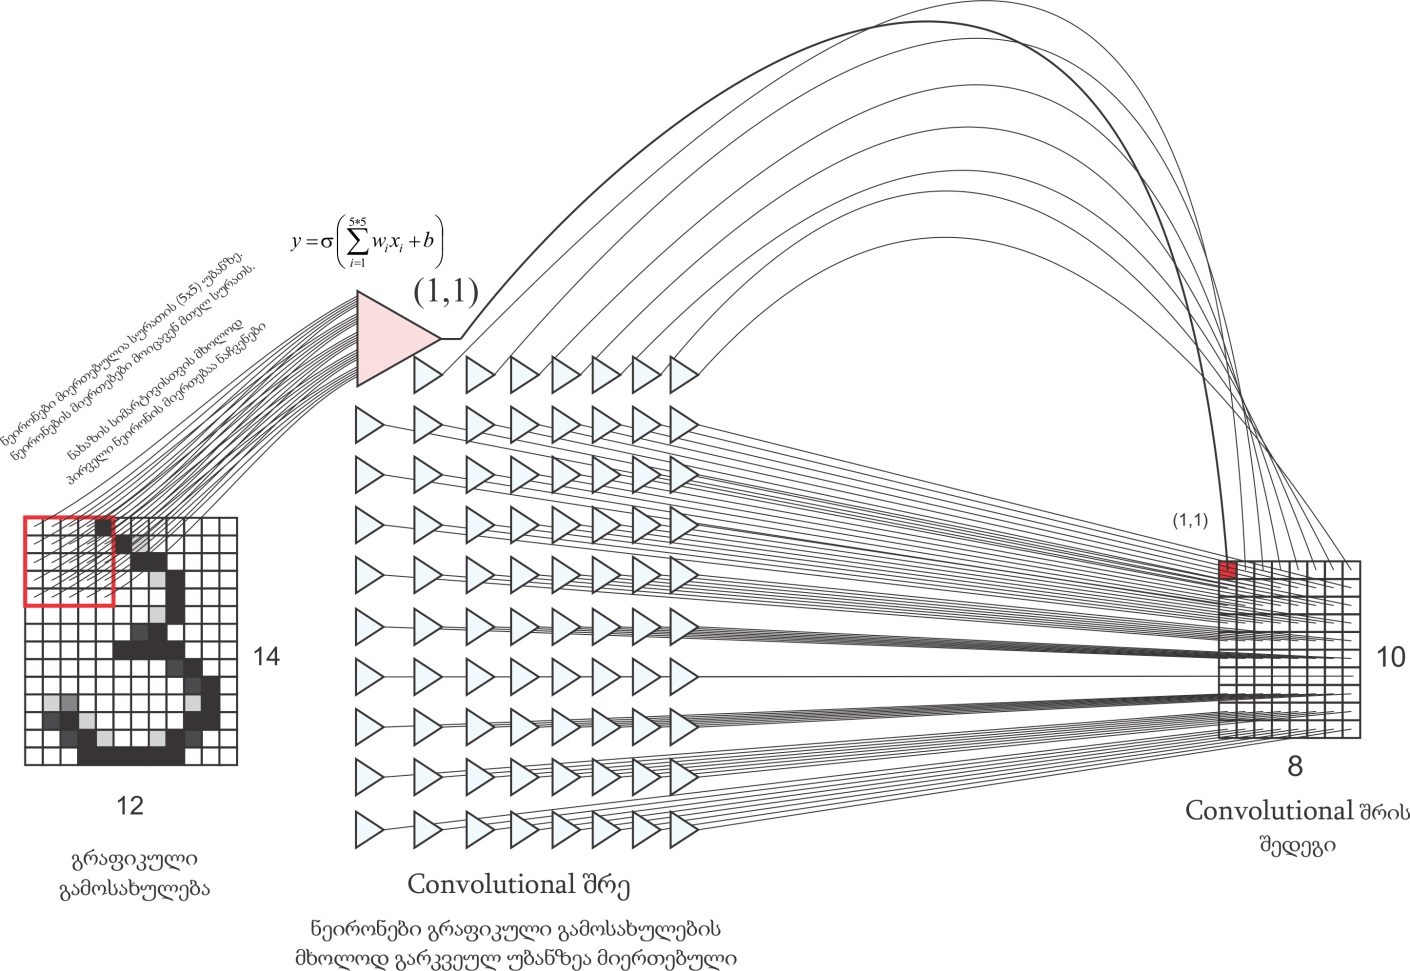 y = σ( ∑ wᵢxᵢ + b )
5*5
i=1
(1,1)
ნეირონები მიერთებულია სურათის (5x5) უბანზე.
ნეირონების მიერთებები მოიცავენ მთელ სურათს.
ნახაზის სიმარტივისთვის მხოლოდ
პირველი ნეირონის მიერთებაა ნაჩვენები
(1,1)
14
10
12
8
გრაფიკული
გამოსახულება
Convolutional შრე
ნეირონები გრაფიკული გამოსახულების
მხოლოდ გარკვეულ უბანზეა მიერთებული
Convolutional შრის
შედეგი